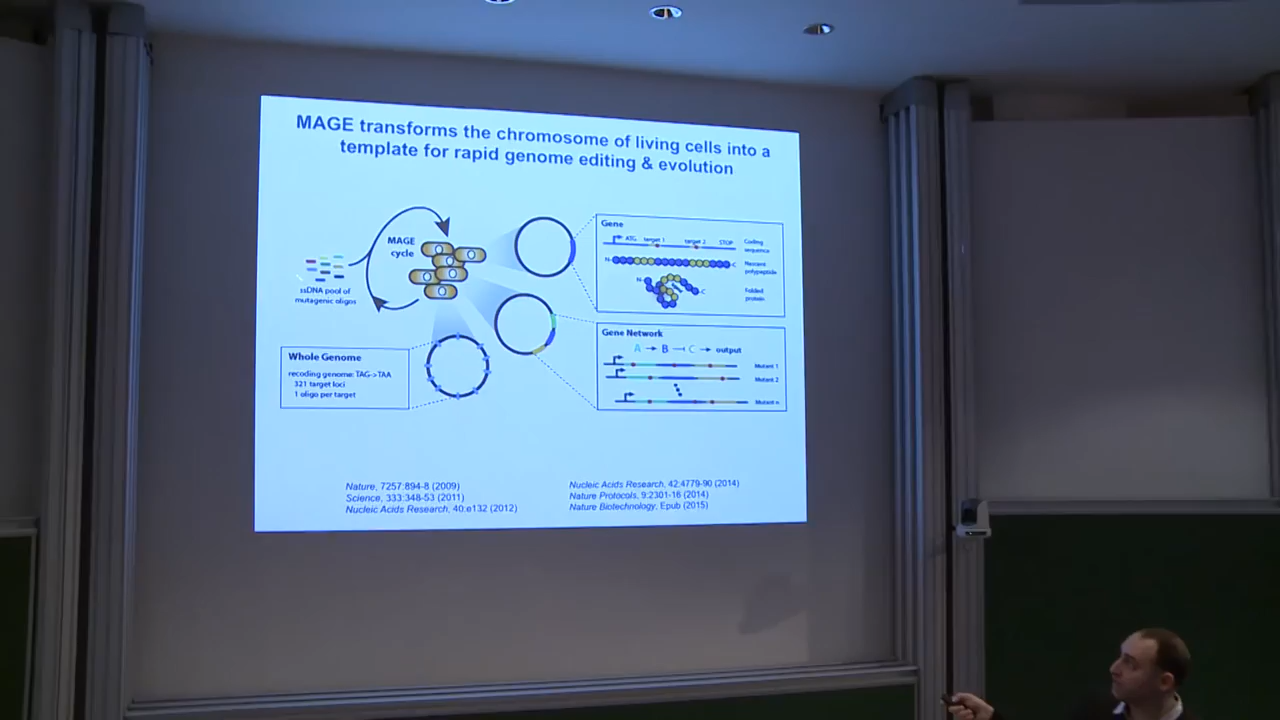 MAGE transforms the chromosome of living cells into a
template for rapid genome editing & evolution
MAGE
cycle
ssDNA pool of
mutagenic oligos
Gene
ATG target 1 target 2 STOP
Coding
sequence
N C
Nascent
polypeptide
N C
Folded
protein
Gene Network
A B C output
Mutant 1
Mutant 2
Mutant n
Whole Genome
recoding genome: TAG->TAA
321 target loci
1 oligo per target
Nature, 7257:894-8 (2009)
Science, 333:348-53 (2011)
Nucleic Acids Research, 40:e132 (2012)
Nucleic Acids Research, 42:4779-90 (2014)
Nature Protocols, 9:2301-16 (2014)
Nature Biotechnology, Epub (2015)